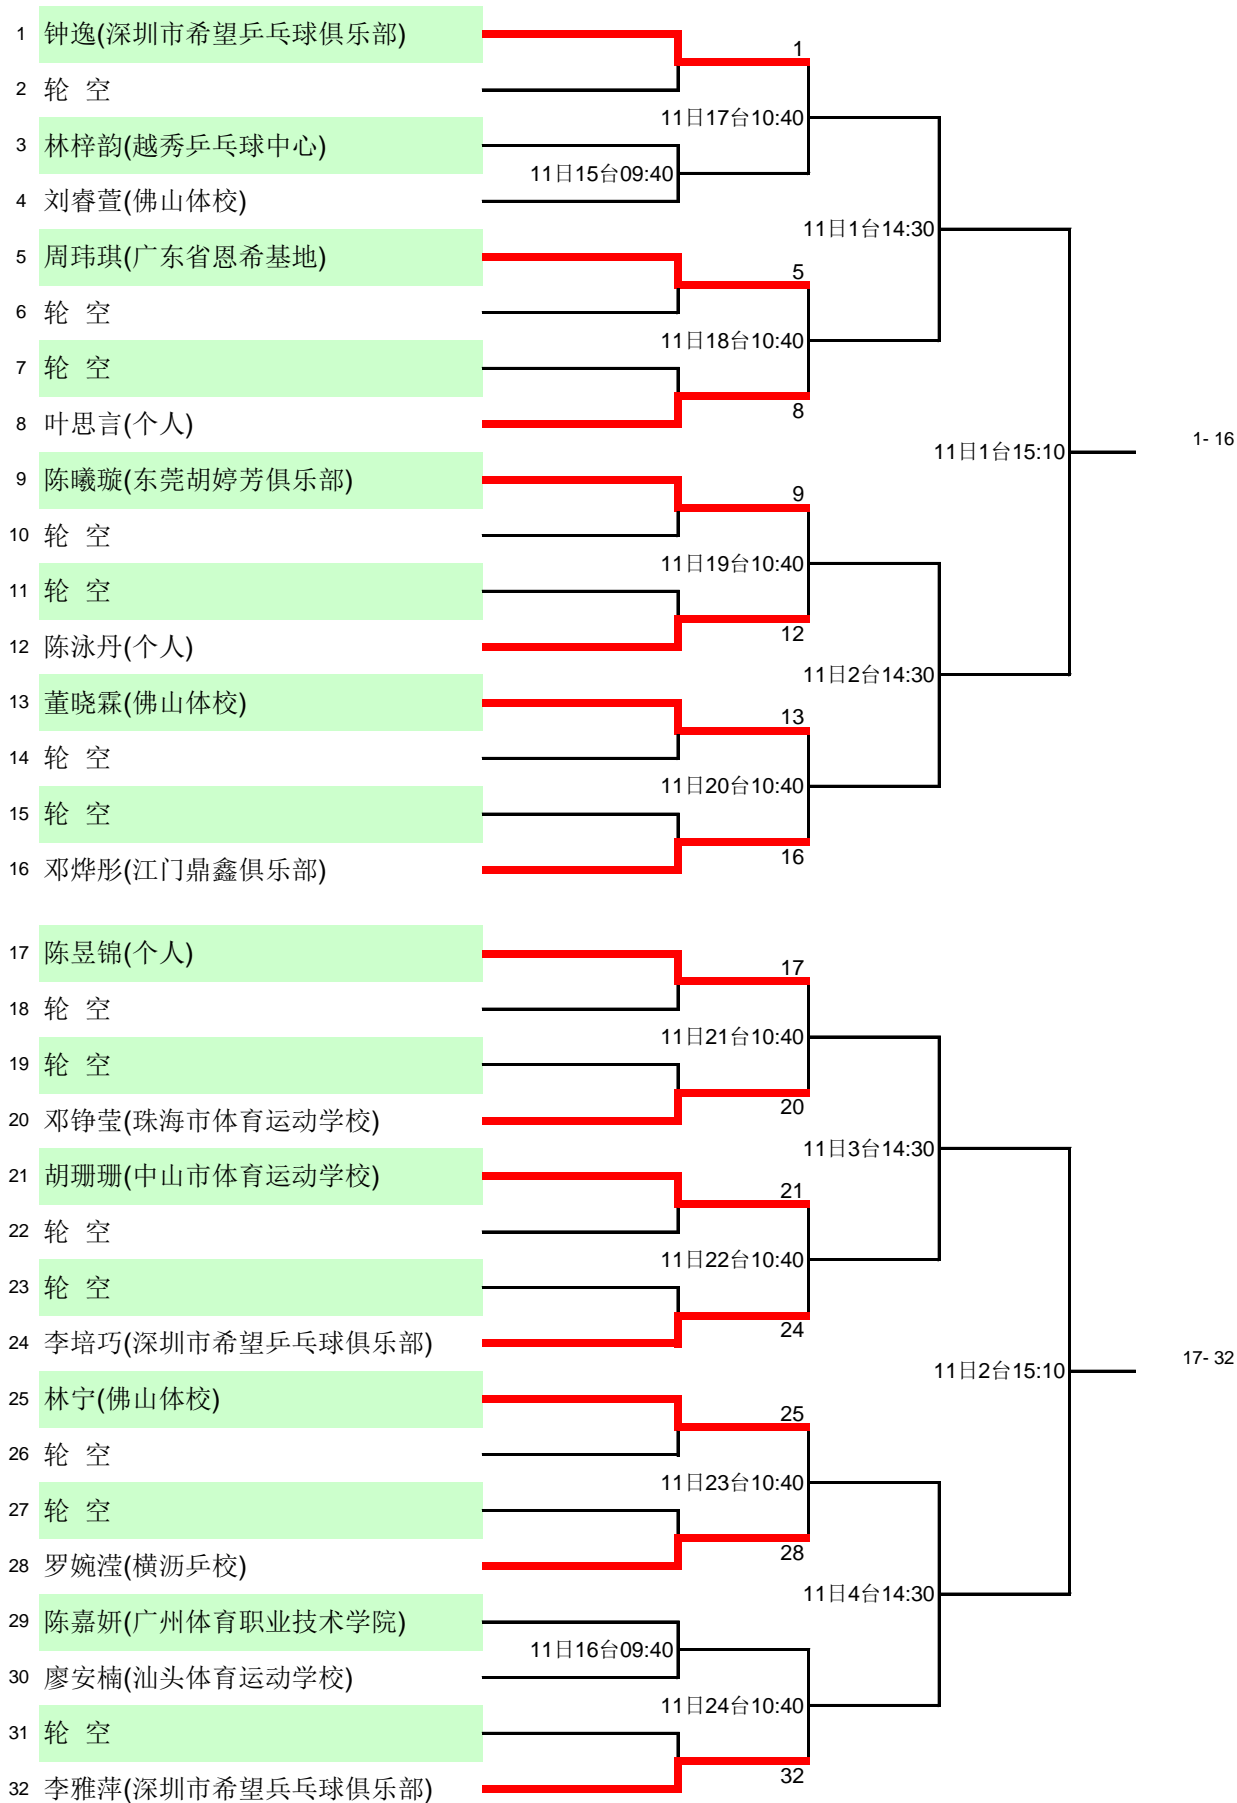 1 钟逸(深圳市希望乒乓球俱乐部)
1
2 轮 空
11日17台10:40
3 林梓韵(越秀乒乓球中心)
11日15台09:40
4 刘睿萱(佛山体校)
11日1台14:30
5 周玮琪(广东省恩希基地)
5
6 轮 空
11日18台10:40
7 轮 空
8 叶思言(个人)
8
1- 16
11日1台15:10
9 陈曦璇(东莞胡婷芳俱乐部)
9
10 轮 空
11日19台10:40
11 轮 空
12 陈泳丹(个人)
12
11日2台14:30
13 董晓霖(佛山体校)
13
14 轮 空
11日20台10:40
15 轮 空
16 邓烨彤(江门鼎鑫俱乐部)
16
17 陈昱锦(个人)
17
18 轮 空
11日21台10:40
19 轮 空
20 邓铮莹(珠海市体育运动学校)
20
11日3台14:30
21 胡珊珊(中山市体育运动学校)
21
22 轮 空
11日22台10:40
23 轮 空
24 李培巧(深圳市希望乒乓球俱乐部)
24
17- 32
11日2台15:10
25 林宁(佛山体校)
25
26 轮 空
11日23台10:40
27 轮 空
28 罗婉滢(横沥乒校)
28
11日4台14:30
29 陈嘉妍(广州体育职业技术学院)
11日16台09:40
30 廖安楠(汕头体育运动学校)
11日24台10:40
31 轮 空
32 李雅萍(深圳市希望兵乓球俱乐部)
32